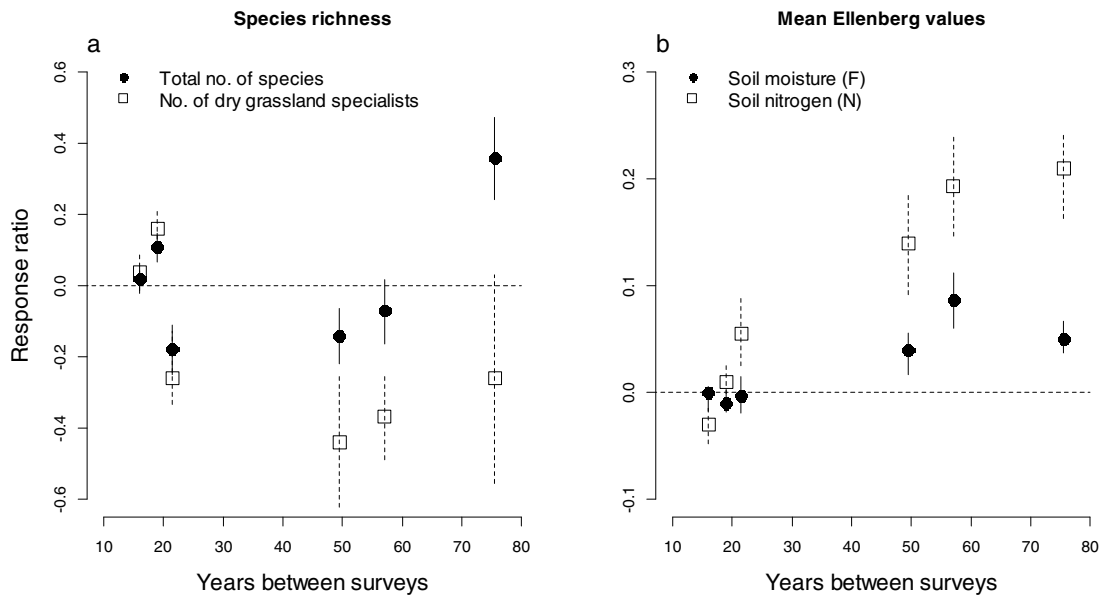 Species richness
a
Total no. of species
No. of dry grassland specialists
Response ratio
0.6
0.4
0.2
0.0
-0.2
-0.4
-0.6
10 20 30 40 50 60 70 80
Years between surveys
Mean Ellenberg values
b
Soil moisture (F)
Soil nitrogen (N)
0.3
0.2
0.1
0.0
-0.1
10 20 30 40 50 60 70 80
Years between surveys